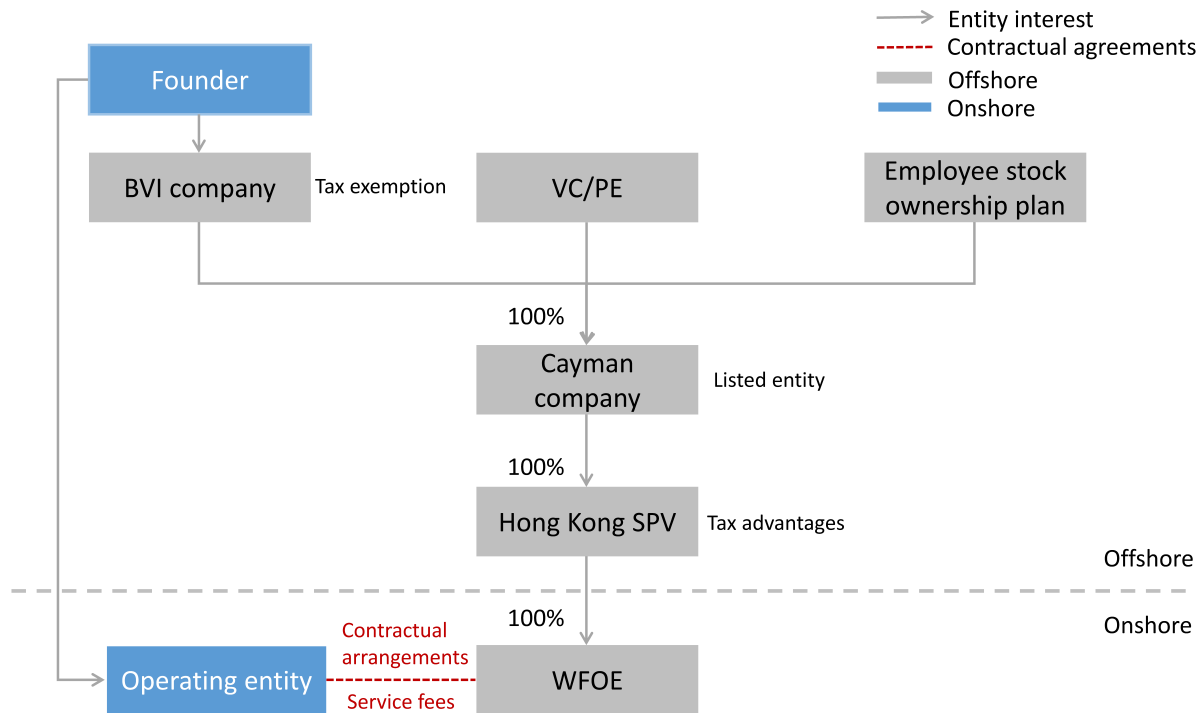 Entity interest
Contractual agreements
Offshore
Onshore
Founder
BVI company
Tax exemption
VC/PE
Employee stock
ownership plan
100%
Cayman
company
Listed entity
100%
Hong Kong SPV
Tax advantages
Offshore
100%
Onshore
Contractual
arrangements
Operating entity
WFOE
Service fees